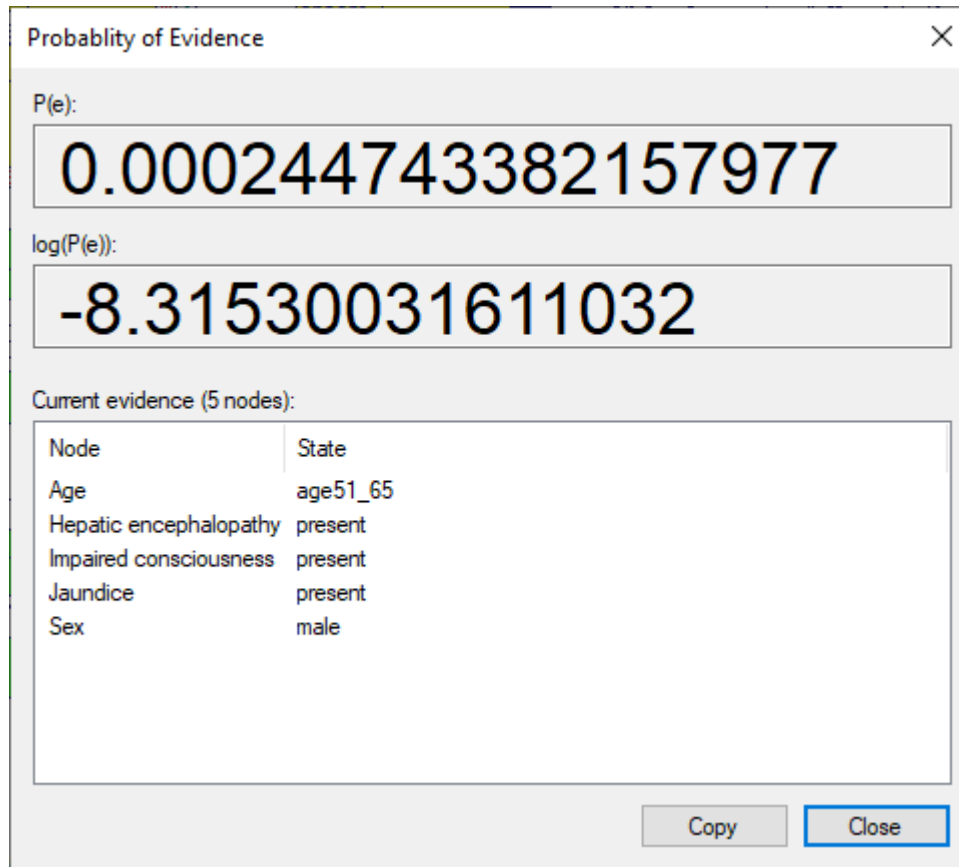 Probablity of Evidence
P(e):
0.000244743382157977
log(P(e)):
-8.31530031611032
Current evidence (5 nodes):
Node State
Age age51_65
Hepatic encephalopathy present
Impaired consciousness present
Jaundice present
Sex male
Copy Close